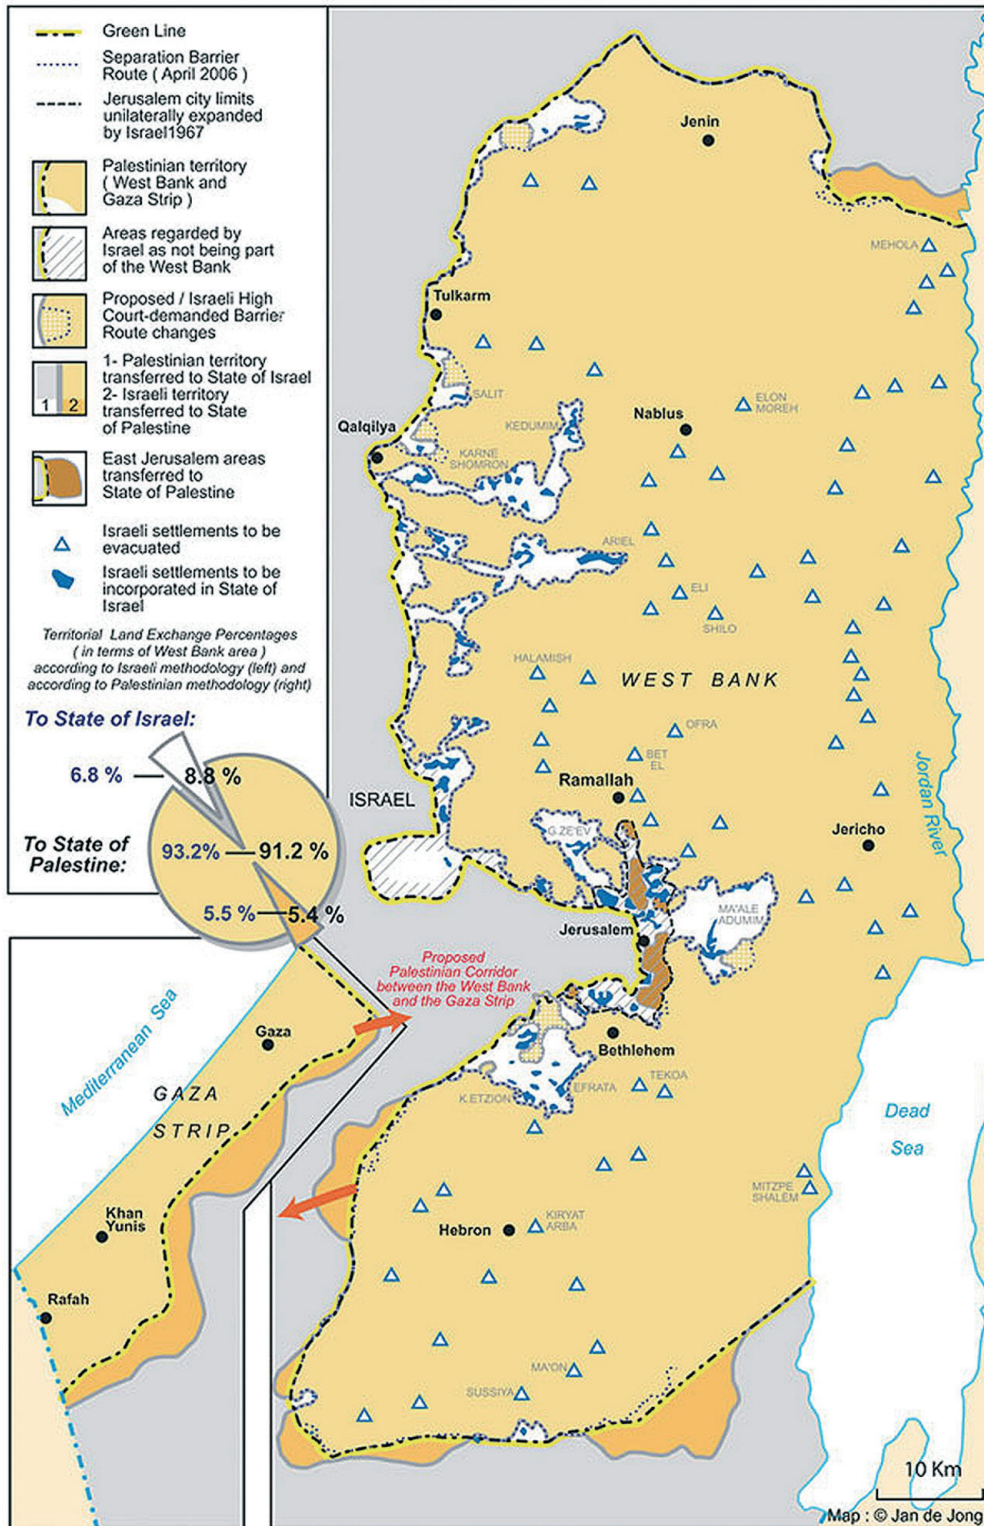 Green Line
Separation Barrier
Route ( April 2006 )
Jerusalem city limits
unilaterally expanded
by Israel1967
Palestinian territory
( West Bank and
Gaza Strip )
Areas regarded by
Israel as not being part
of the West Bank
Proposed / Israeli High
Court-demanded Barrier
Route changes
1- Palestinian territory
transferred to State of Israel
2- Israeli territory
transferred to State
of Palestine
1 2
East Jerusalem areas
transferred to
State of Palestine
Israeli settlements to be
evacuated
Israeli settlements to be
incorporated in State of
Israel
Territorial Land Exchange Percentages
( in terms of West Bank area )
according to Israeli methodology (left) and
according to Palestinian methodology (right)
To State of Israel:
6.8 % 8.8 %
To State of
Palestine:
93.2% 91.2 %
5.5 % 5.4 %
Jenin
MEHOLA
Tulkarm
SALIT
ELON
MOREH
Nablus
KEDUMIM
Qalqilya
KARNE
SHOMRON
ARIEL
ELI
SHILO
HALAMISH
WEST BANK
OFRA
BET
EL
Jordan River
Ramallah
ISRAEL
G.ZE'EV
Jericho
MA'ALE
ADUMIM
Jerusalem
Proposed
Palestinian Corridor
between the West Bank
and the Gaza Strip
Mediterranean Sea
Gaza
GAZA
STRIP
Bethlehem
TEKOA
EFRATA
K.ETZION
Dead
Sea
MITZPE
SHALEM
Khan
Yunis
KIRYAT
ARBA
Hebron
Rafah
MA'ON
SUSSIYA
10 Km
Map : © Jan de Jong